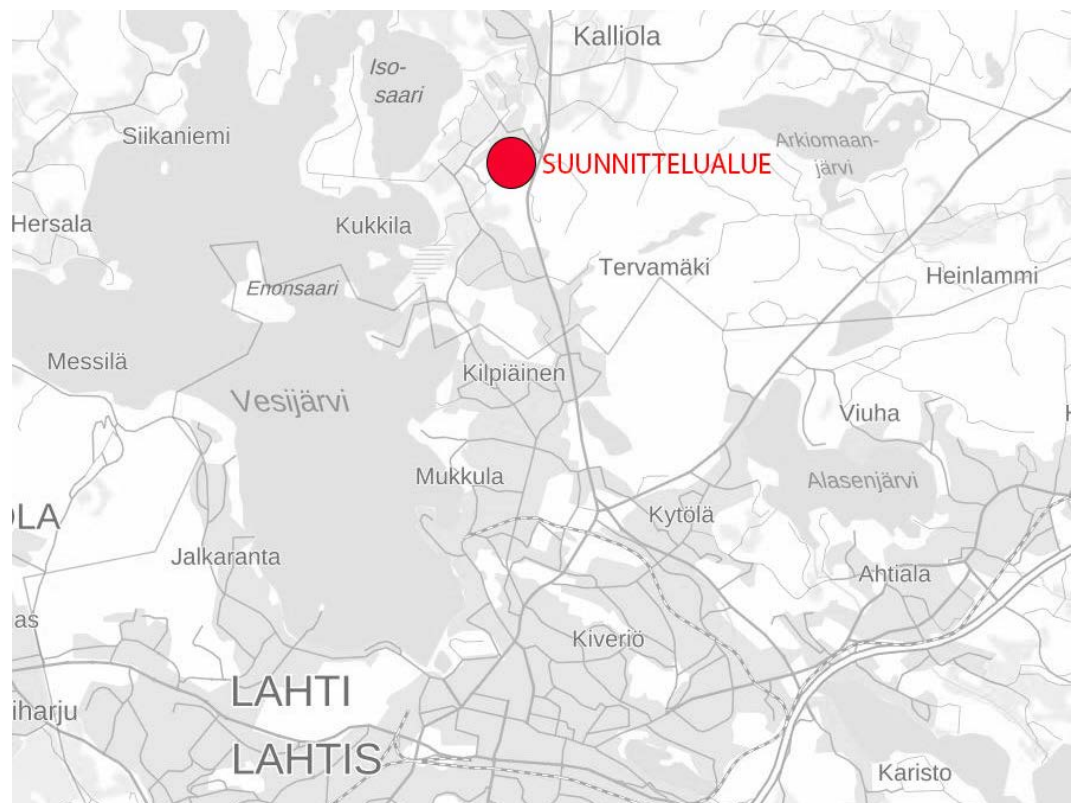 Kalliola
Iso-
saari
Siikaniemi
Arkiomaan-
järvi
SUUNNITTELUALUE
Hersala
Kukkila
Tervamäki
Heinlammi
Enonsaari
Messilä
Kilpiäinen
Vesijärvi
Viuha
Mukkula
Alasenjärvi
Kytölä
Jalkaranta
Ahtiala
as
Kiveriö
LAHTI
iharju
LAHTIS
Karisto